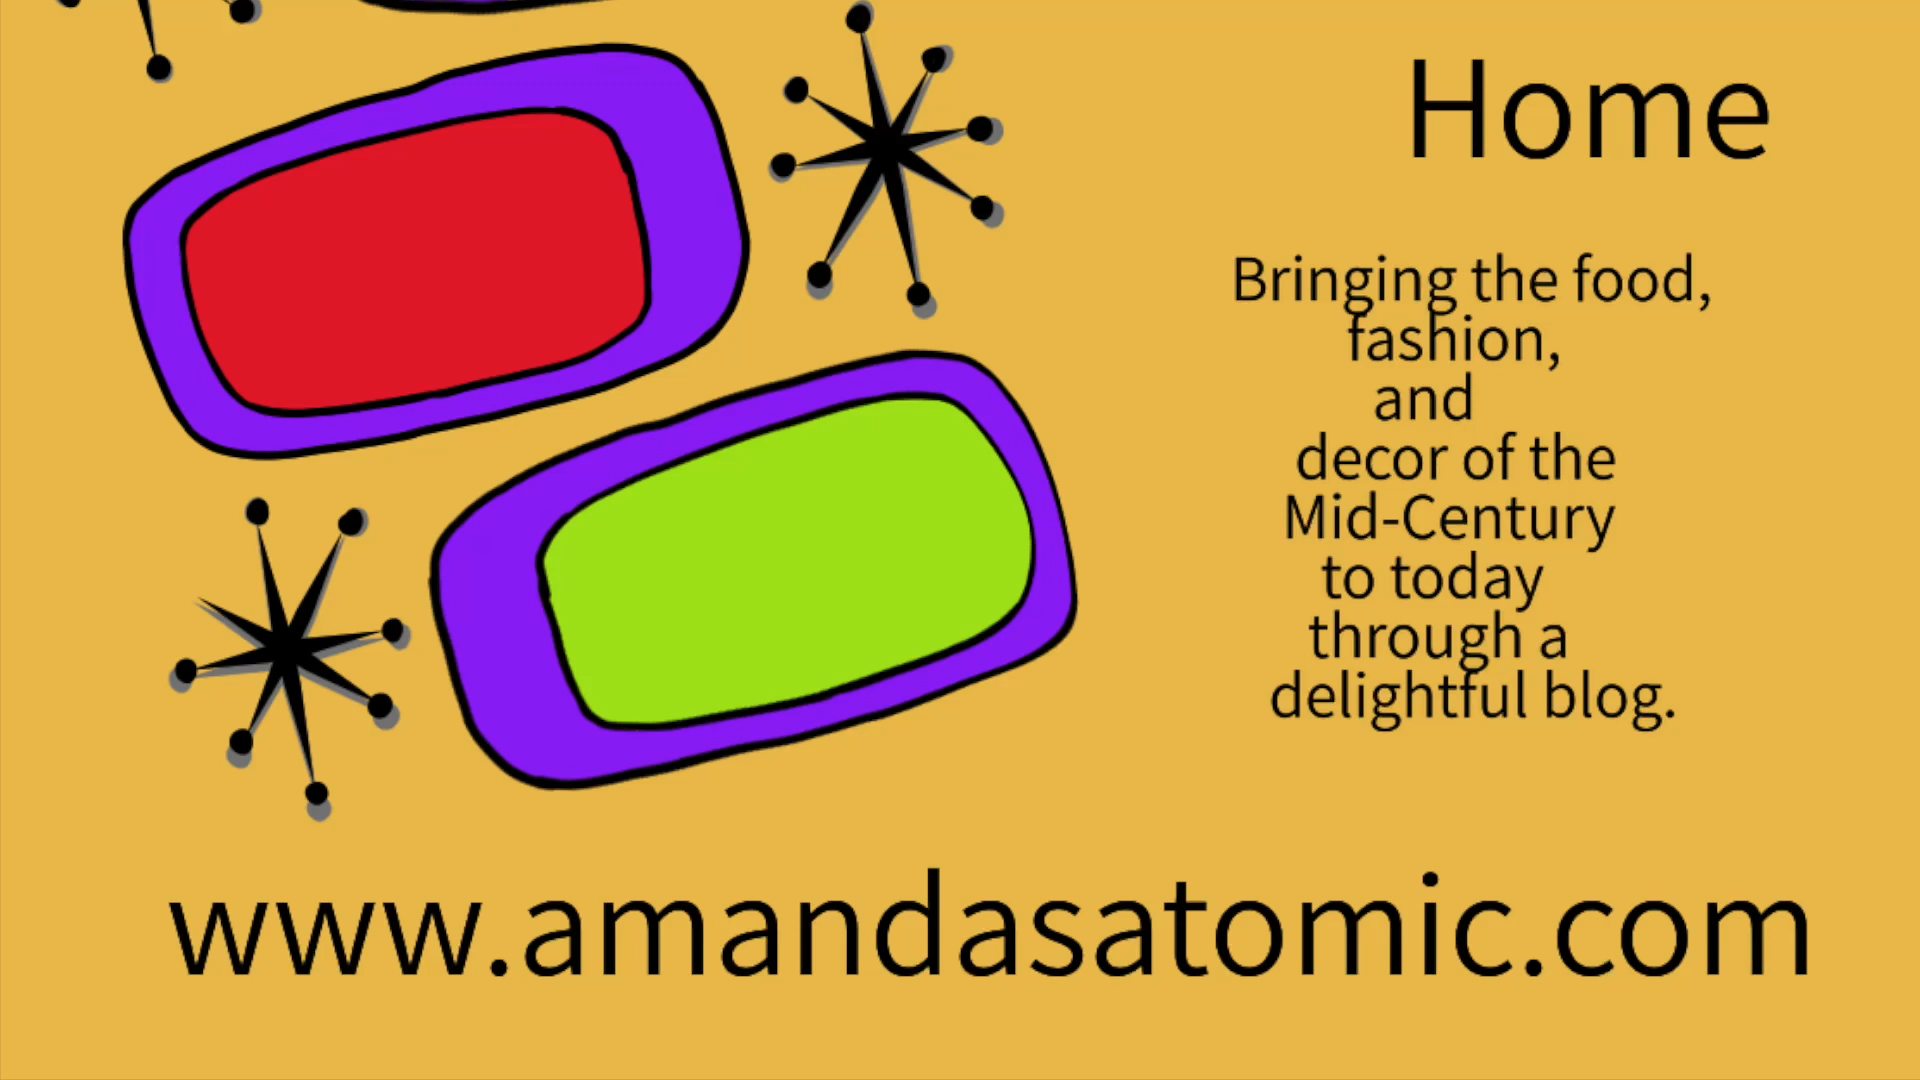 Home
Bringing the food,
fashion,
and
decor of the
Mid-Century
to today
through a
delightful blog.
www.amandasatomic.com